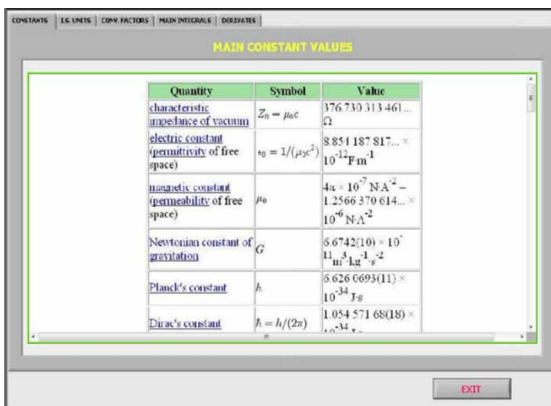 CONSTANTS I.S. UNITS CONV. FACTORS MAIN INTEGRALS DERIVATES
MAIN CONSTANT VALUES
Quantity Symbol Value
characteristic impedance of vacuum Z₀ = μ₀c 376.730 313 461... Ω
electric constant (permittivity of free space) ϵ₀ = 1/(μ₀c²) 8.854 187 817... × 10⁻¹²F·m⁻¹
magnetic constant (permeability of free space) μ₀ 4π × 10⁻⁷ N·A⁻² = 1.2566 370 614... × 10⁻⁶ N·A⁻²
Newtonian constant of gravitation G 6.6742(10) × 10⁻¹¹m³·kg⁻¹·s⁻²
Planck's constant h 6.626 0693(11) × 10⁻³⁴ J·s
Dirac's constant ħ = h/(2π) 1.054 571 68(18) × 10⁻³⁴ J·s
EXIT